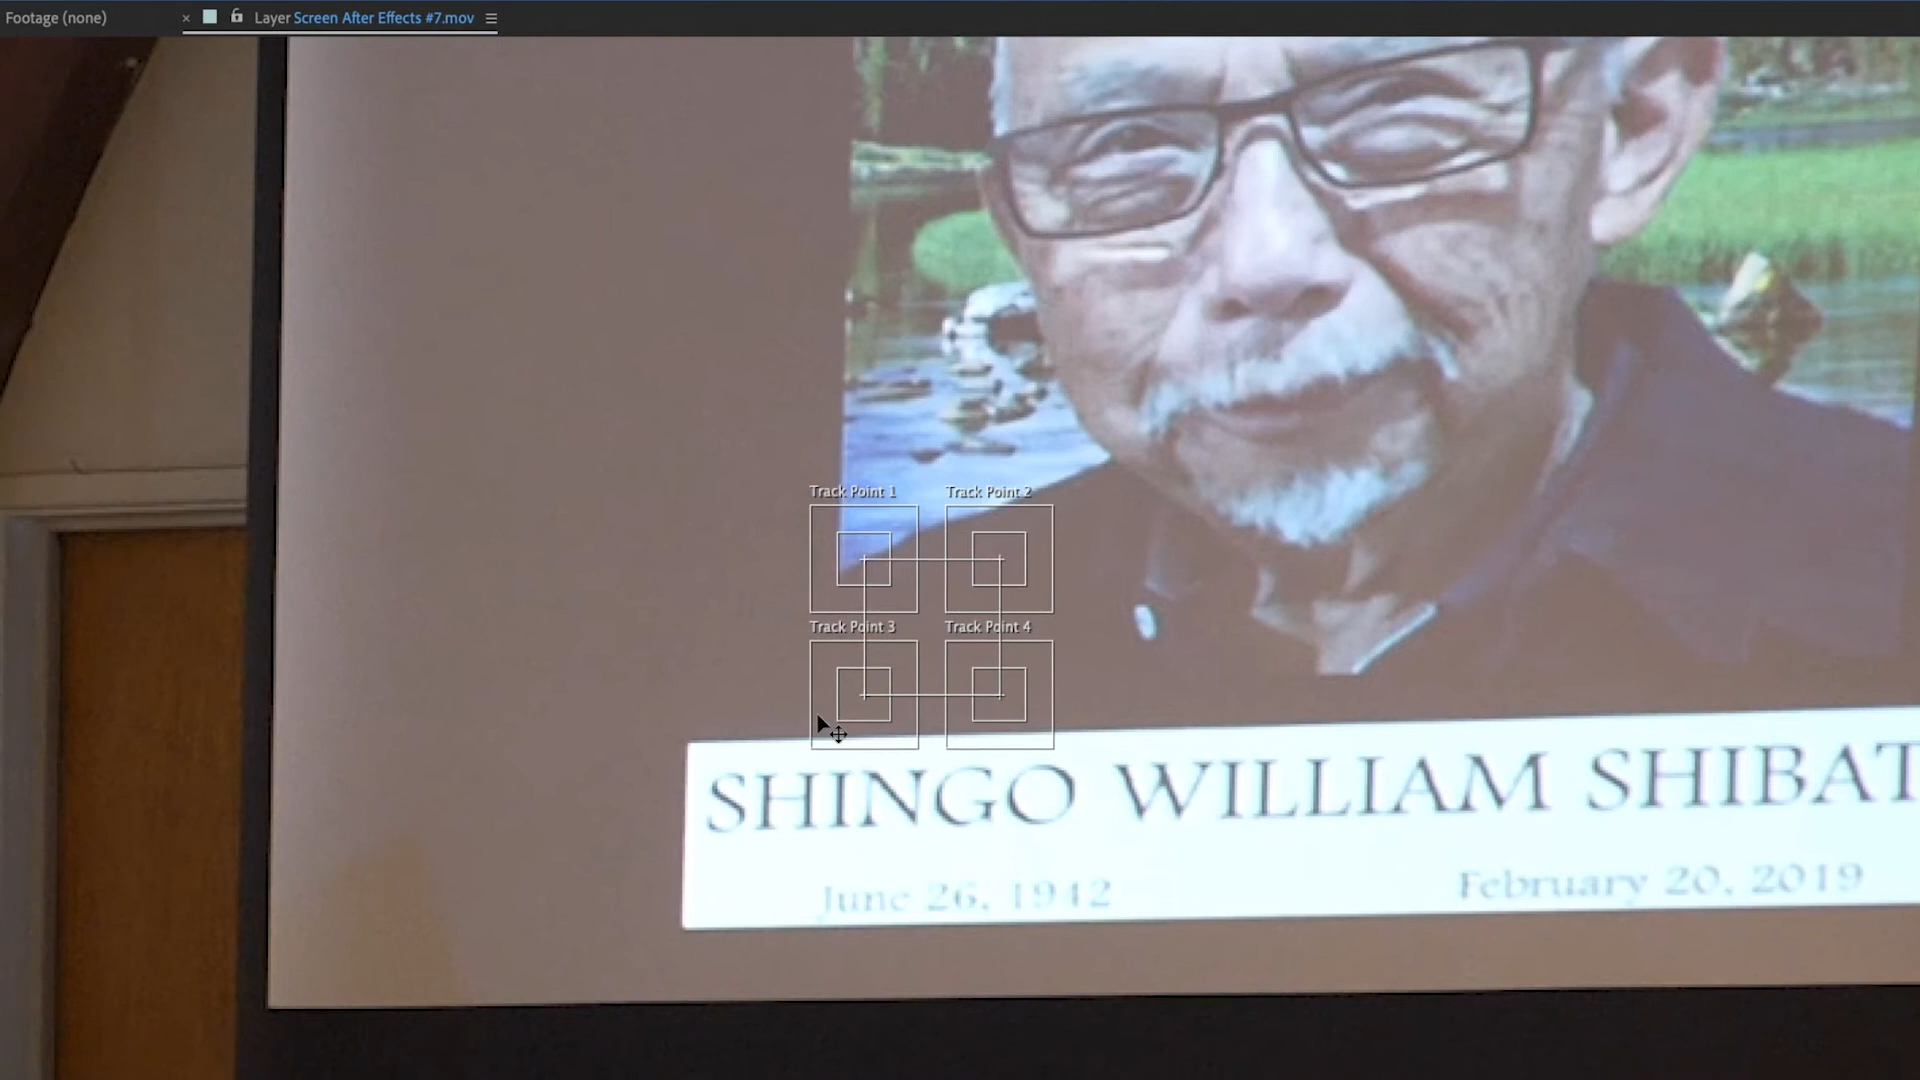 Footage (none)
× Layer Screen After Effects #7.mov ☰
Track Point 1
Track Point 2
Track Point 3
Track Point 4
SHINGO WILLIAM SHIBAT
June 26, 1942
February 20, 2019